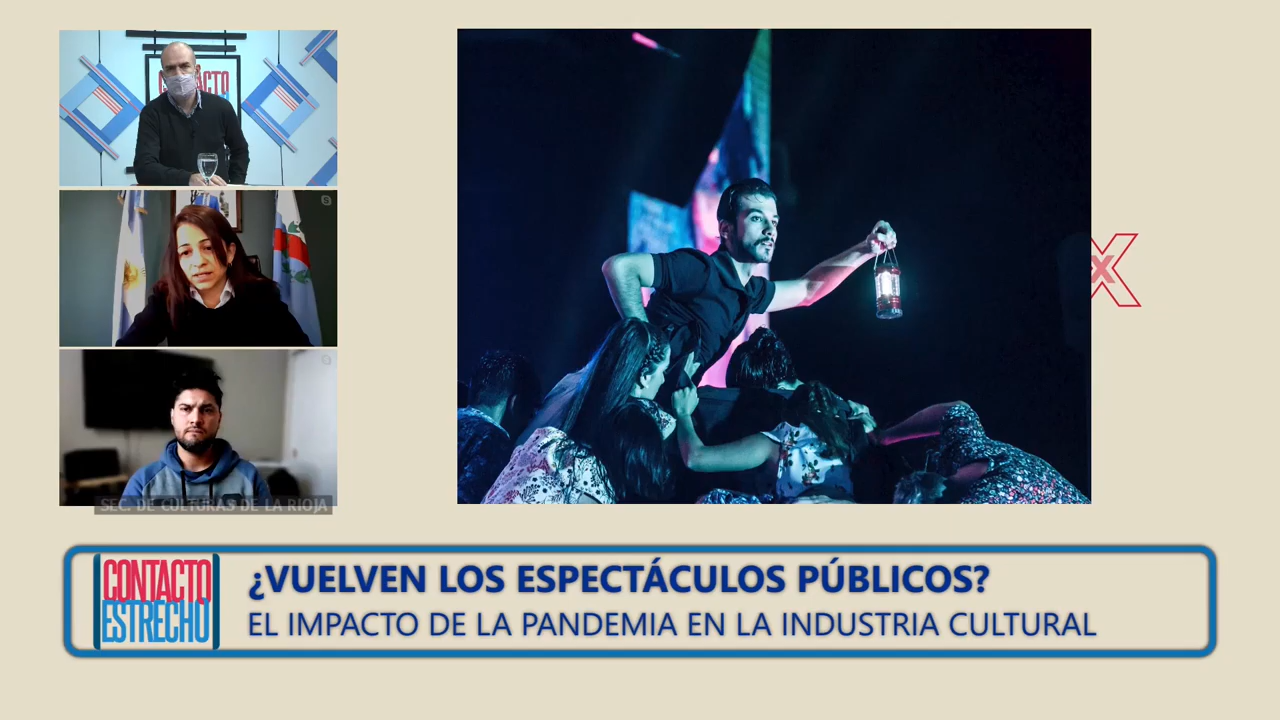 CONTACTO
SEC. DE CULTURAS DE LA RIOJA
X
CONTACTO
ESTRECHO
¿VUELVEN LOS ESPECTÁCULOS PÚBLICOS?
EL IMPACTO DE LA PANDEMIA EN LA INDUSTRIA CULTURAL